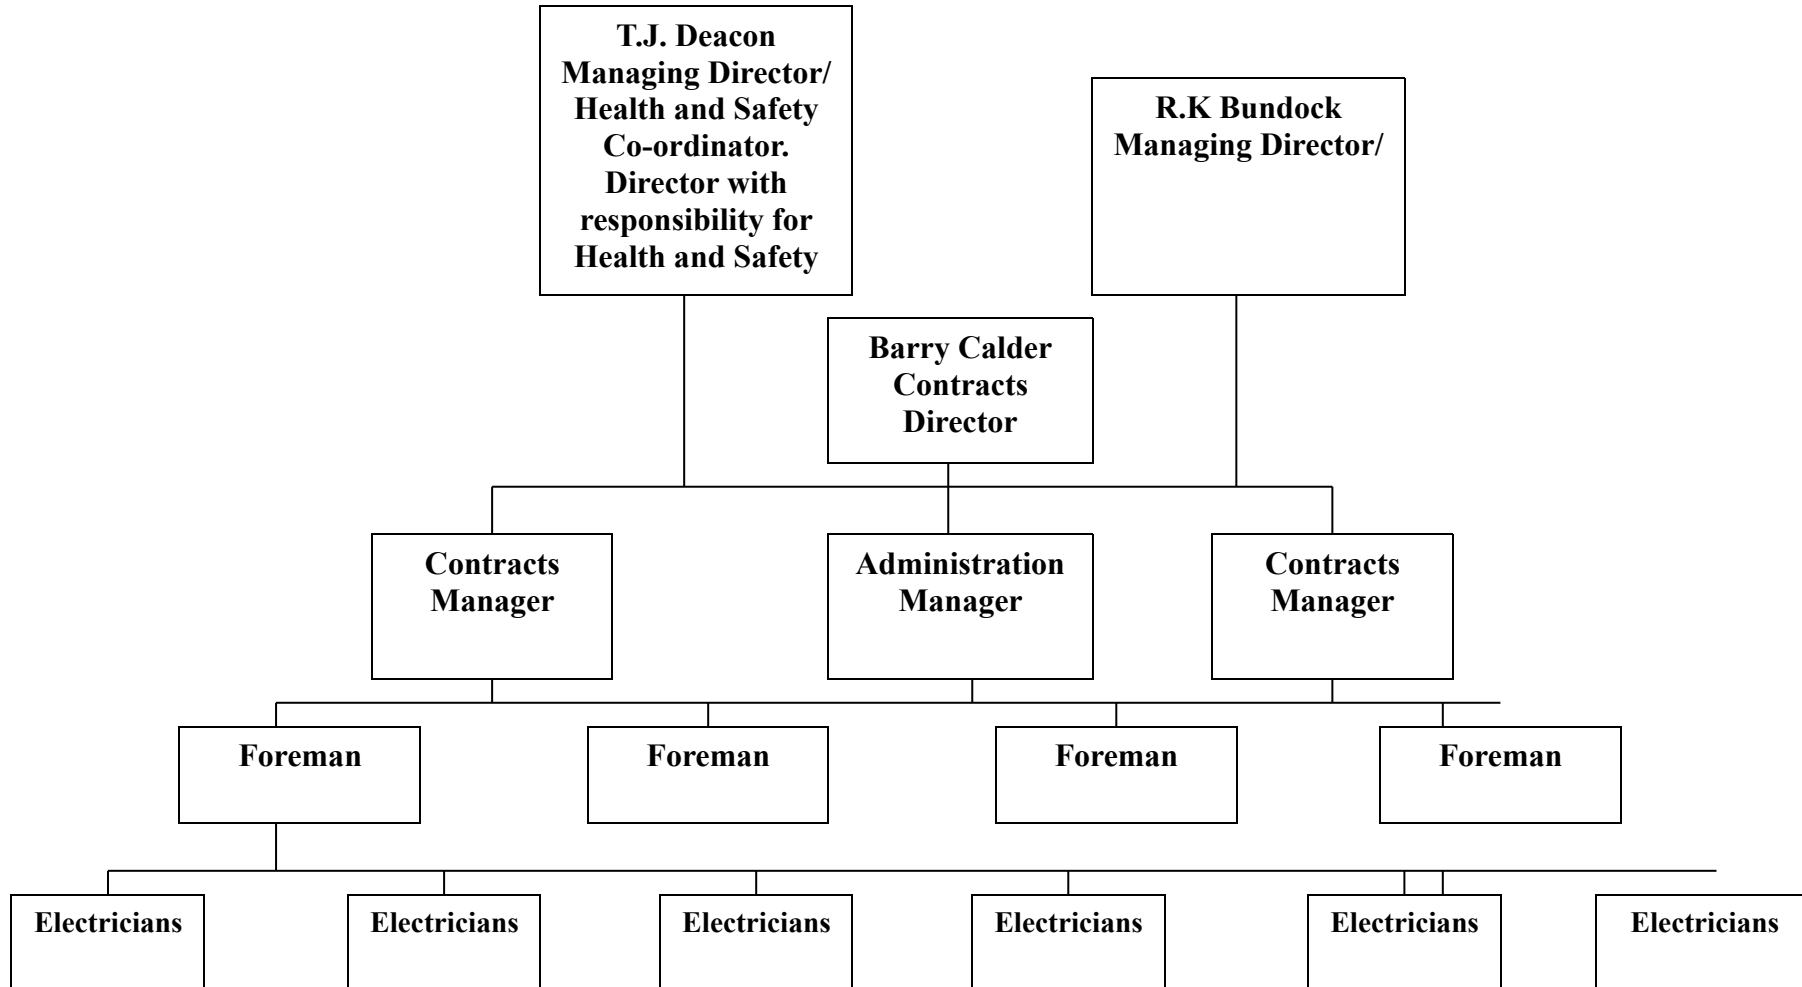 T.J. Deacon
Managing Director/
Health and Safety
Co-ordinator.
Director with
responsibility for
Health and Safety
R.K Bundock
Managing Director/
Barry Calder
Contracts
Director
Contracts
Manager
Administration
Manager
Contracts
Manager
Foreman
Foreman
Foreman
Foreman
Electricians
Electricians
Electricians
Electricians
Electricians
Electricians